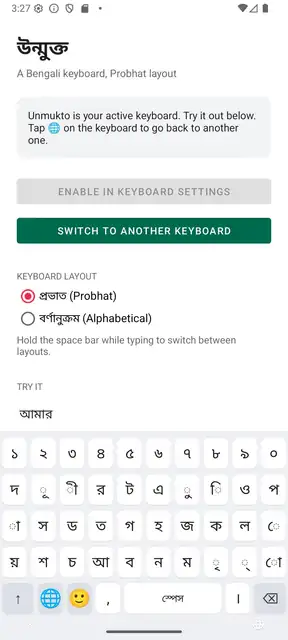 3:27
উন্মুক্ত
A Bengali keyboard, Probhat layout
Unmukto is your active keyboard. Try it out below.
Tap 🌐 on the keyboard to go back to another
one.
ENABLE IN KEYBOARD SETTINGS
SWITCH TO ANOTHER KEYBOARD
KEYBOARD LAYOUT
প্রভাত (Probhat)
বর্ণানুক্রম (Alphabetical)
Hold the space bar while typing to switch between
layouts.
TRY IT
আমার
১ ২ ৩ ৪ ৫ ৬ ৭ ৮ ৯ ০
দ ূ ী র ট এ ু ি ও প
া স ড ত গ হ জ ক ল ে
য় শ চ আ ব ন ম ৃ ্ ো
↑ 🌐 🙂 , স্পেস । ⌫